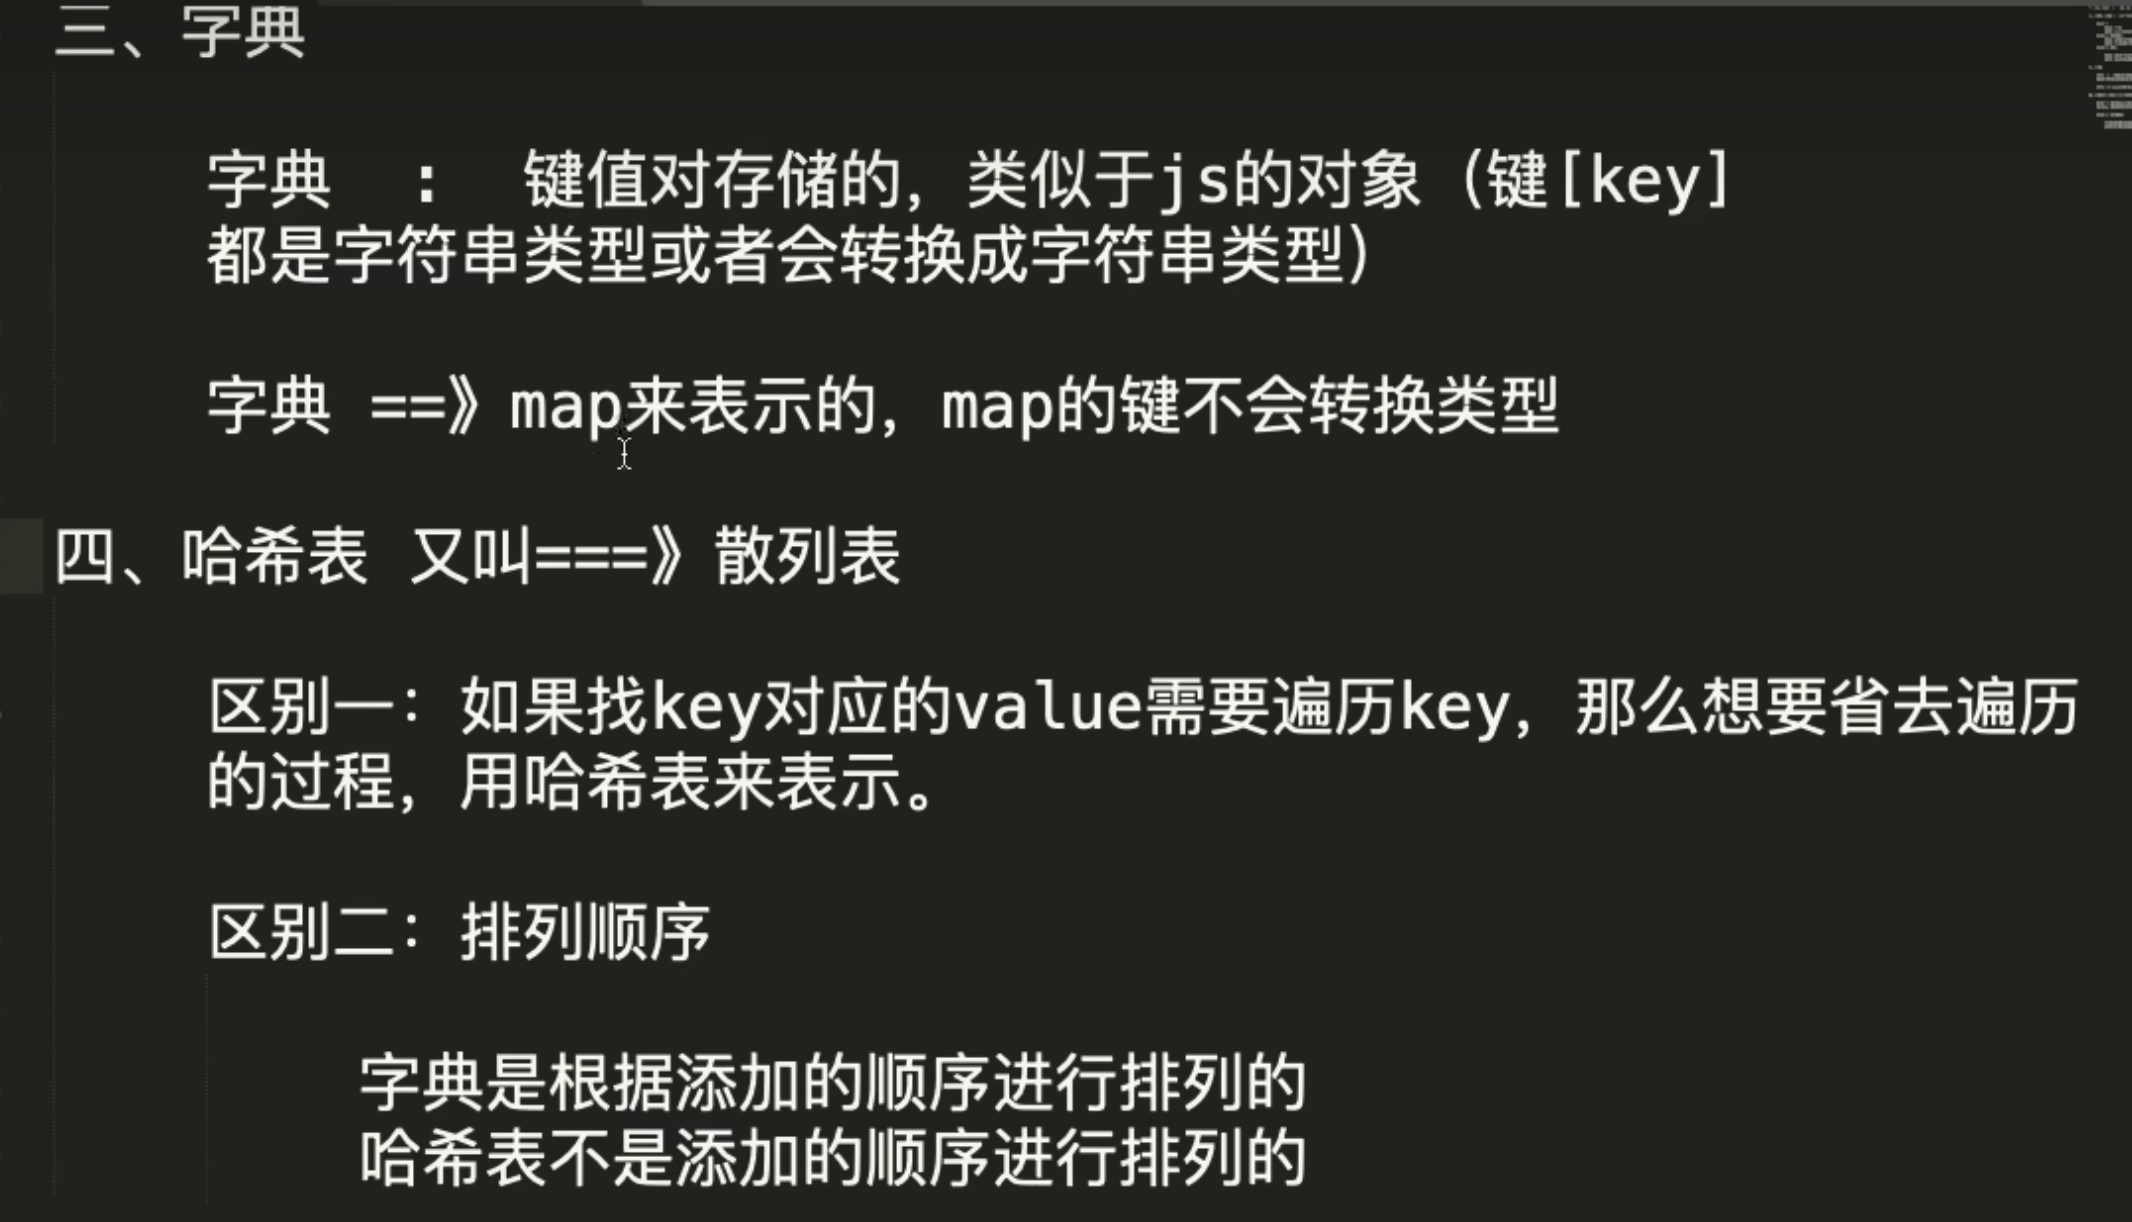 三、字典
字典 : 键值对存储的，类似于js的对象（键[key]
都是字符串类型或者会转换成字符串类型）
字典 ==》map来表示的，map的键不会转换类型
四、哈希表 又叫===》散列表
区别一：如果找key对应的value需要遍历key，那么想要省去遍历
的过程，用哈希表来表示。
区别二：排列顺序
字典是根据添加的顺序进行排列的
哈希表不是添加的顺序进行排列的